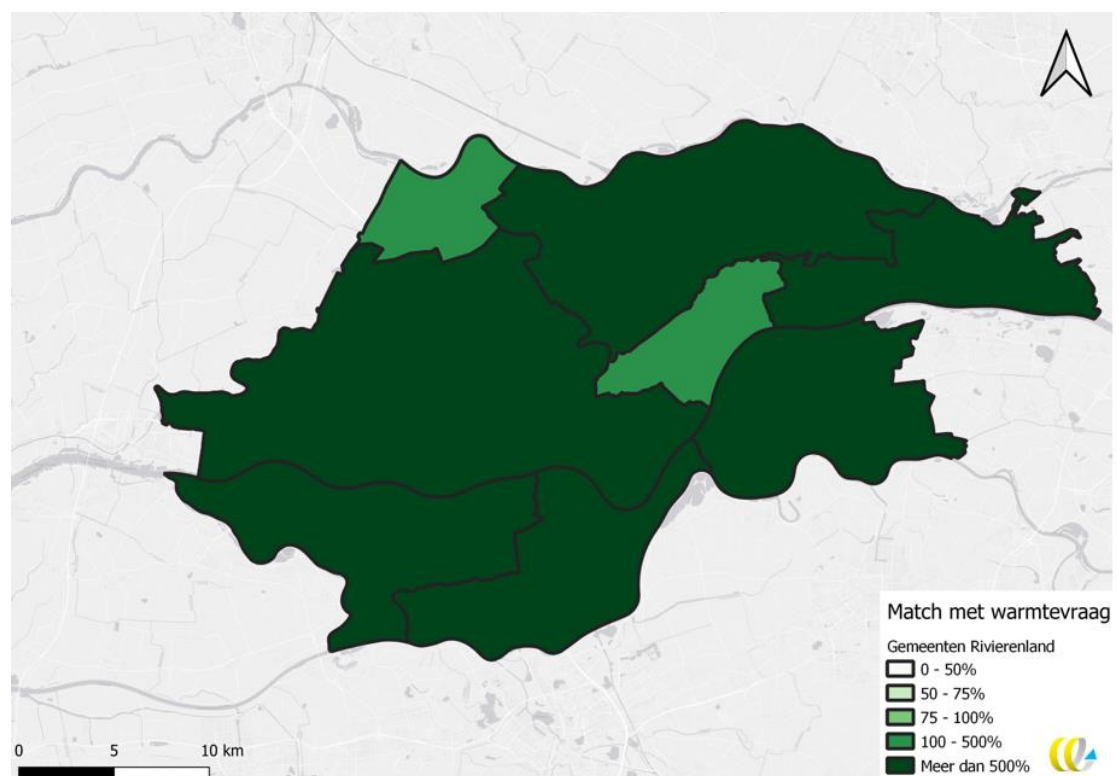 Match met warmtevraag
Gemeenten Rivierenland
0 - 50%
50 - 75%
75 - 100%
100 - 500%
Meer dan 500%
0 5 10 km